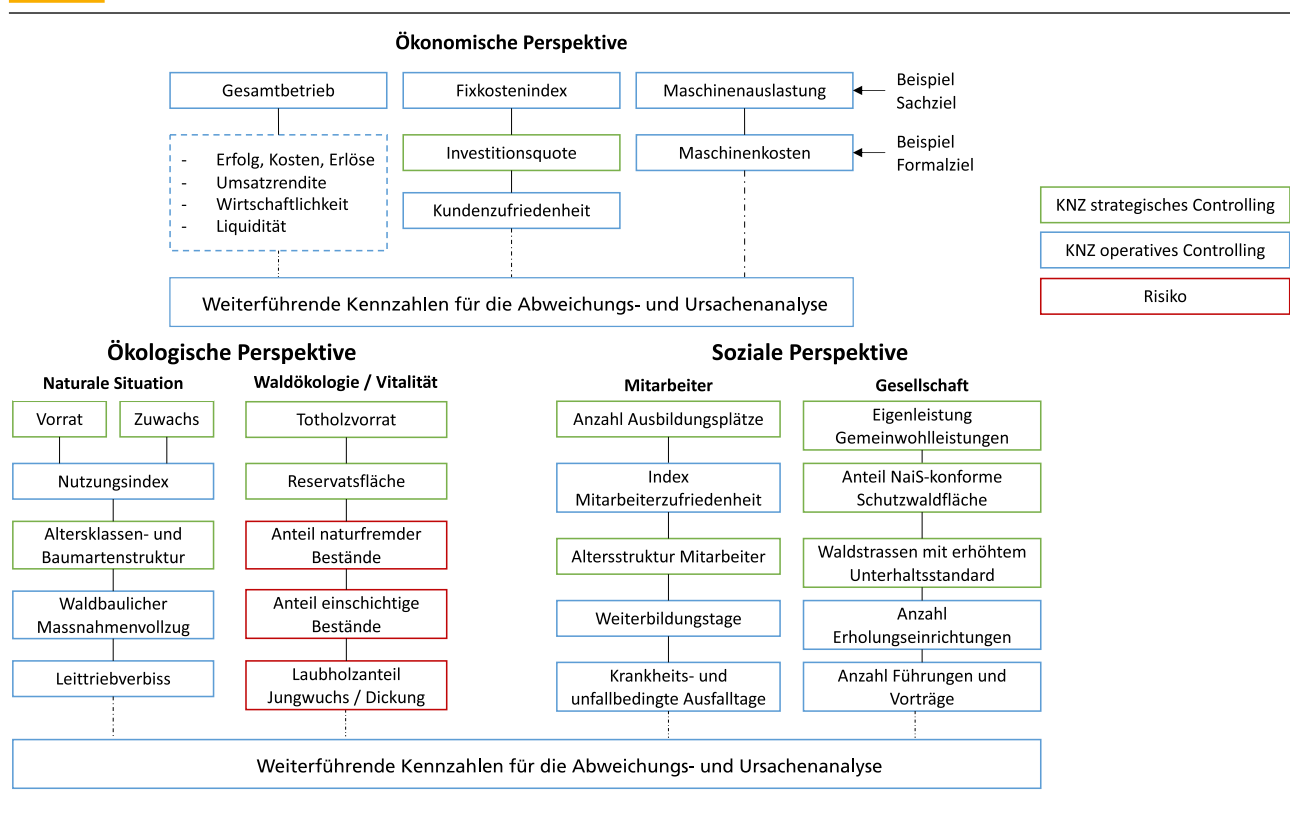 Ökonomische Perspektive
Gesamtbetrieb
- Erfolg, Kosten, Erlöse
- Umsatzrendite
- Wirtschaftlichkeit
- Liquidität
Fixkostenindex
Investitionsquote
Kundenzufriedenheit
Maschinenauslastung
Maschinenkosten
Beispiel
Sachziel
Beispiel
Formalziel
KNZ strategisches Controlling
KNZ operatives Controlling
Risiko
Weiterführende Kennzahlen für die Abweichungs- und Ursachenanalyse
Ökologische Perspektive
Naturale Situation
Vorrat
Zuwachs
Nutzungsindex
Altersklassen- und
Baumartenstruktur
Waldbaulicher
Massnahmenvollzug
Leittriebverbiss
Waldökologie / Vitalität
Totholzvorrat
Reservatsfläche
Anteil naturfremder
Bestände
Anteil einschichtige
Bestände
Laubholzanteil
Jungwuchs / Dickung
Soziale Perspektive
Mitarbeiter
Anzahl Ausbildungsplätze
Index
Mitarbeiterzufriedenheit
Altersstruktur Mitarbeiter
Weiterbildungstage
Krankheits- und
unfallbedingte Ausfalltage
Gesellschaft
Eigenleistung
Gemeinwohlleistungen
Anteil NaiS-konforme
Schutzwaldfläche
Waldstrassen mit erhöhtem
Unterhaltsstandard
Anzahl
Erholungseinrichtungen
Anzahl Führungen und
Vorträge
Weiterführende Kennzahlen für die Abweichungs- und Ursachenanalyse